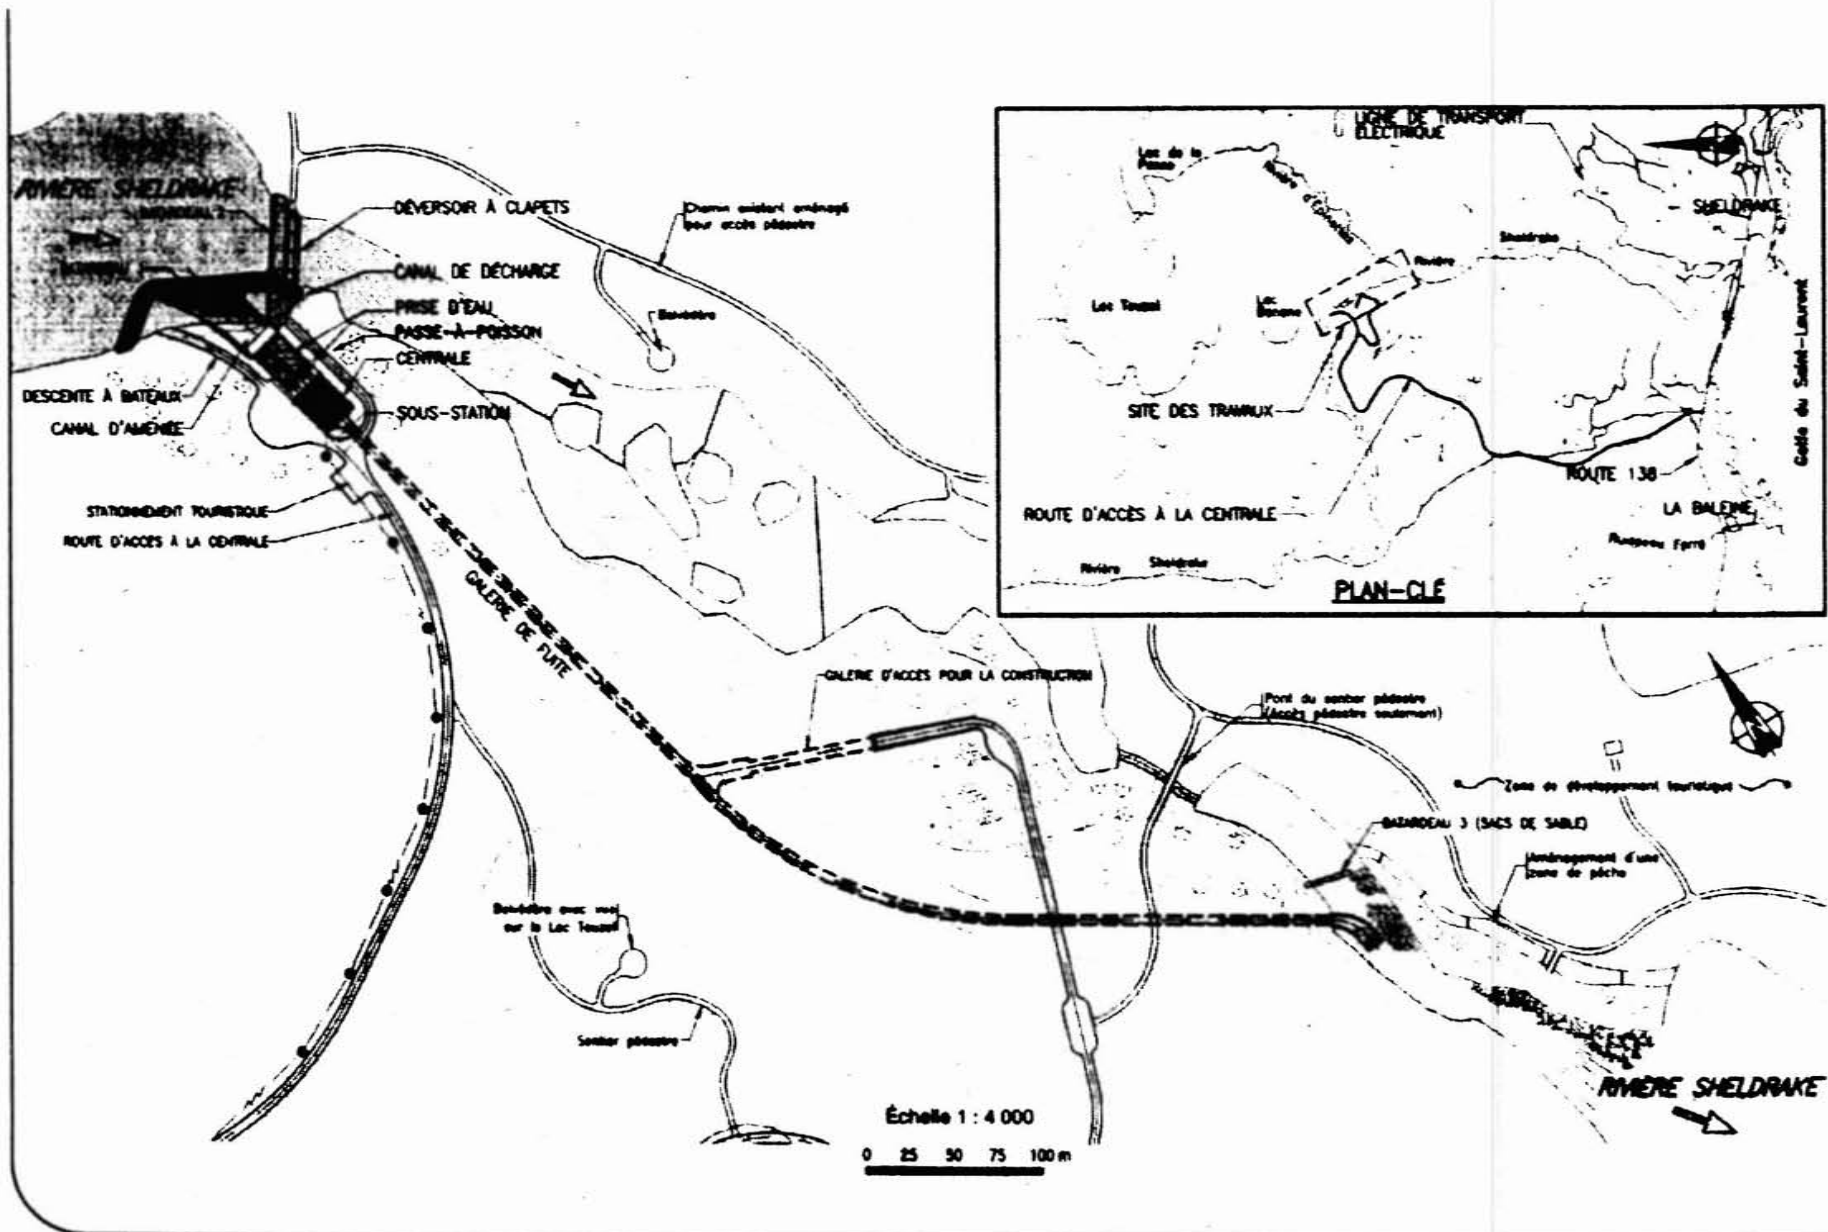 RIVIÈRE SHELDRAKE
DÉVERSOIR À CLAPETS
CANAL DE DÉCHARGE
PRISE D'EAU
PASSE-À-POISSON
CENTRALE
SOUS-STATION
DESCENTE À BATEAUX
CANAL D'AMENÉE
STATIONNEMENT TOURISTIQUE
ROUTE D'ACCÈS À LA CENTRALE
Chemin existant aménagé
pour accès pédestre
Belvédère
GALERIE DE FUITE
GALERIE D'ACCÈS POUR LA CONSTRUCTION
Pont du sentier pédestre
(Accès pédestre seulement)
Zone de développement touristique
BATARDEAU 3 (SACS DE SABLE)
Aménagement d'une
zone de pêche
Belvédère avec vue
sur le Lac Touzel
Sentier pédestre
RIVIÈRE SHELDRAKE
Échelle 1 : 4 000
0 25 50 75 100 m
LIGNE DE TRANSPORT
ÉLECTRIQUE
Lac de la
Rivière
SHELDRAKE
Sheldrake
Rivière
Lac Touzel
Lac
Banane
SITE DES TRAVAUX
Golfe du Saint-Laurent
ROUTE 138
ROUTE D'ACCÈS À LA CENTRALE
LA BALEINE
Ruisseau Ferré
Rivière Sheldrake
PLAN-CLÉ